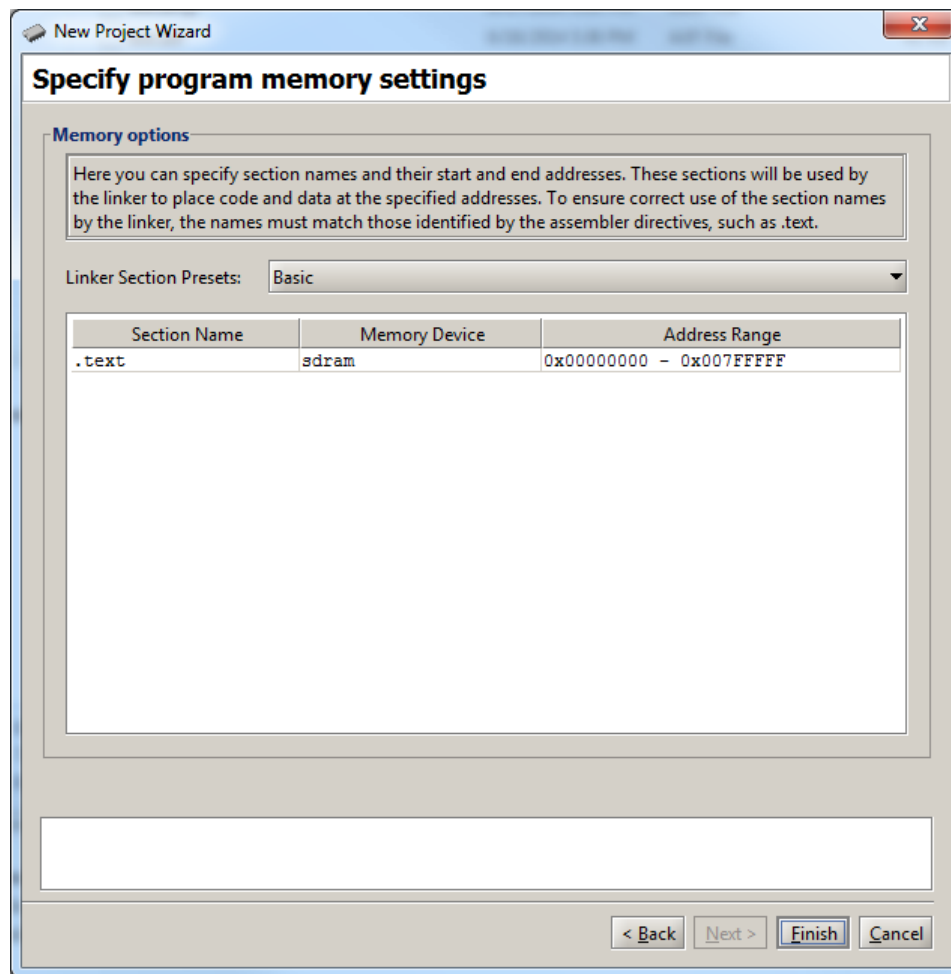 New Project Wizard
Specify program memory settings
Memory options
Here you can specify section names and their start and end addresses. These sections will be used by
the linker to place code and data at the specified addresses. To ensure correct use of the section names
by the linker, the names must match those identified by the assembler directives, such as .text.
Linker Section Presets: Basic
Section Name Memory Device Address Range
.text sdram 0x00000000 - 0x007FFFFF
< Back Next > Finish Cancel